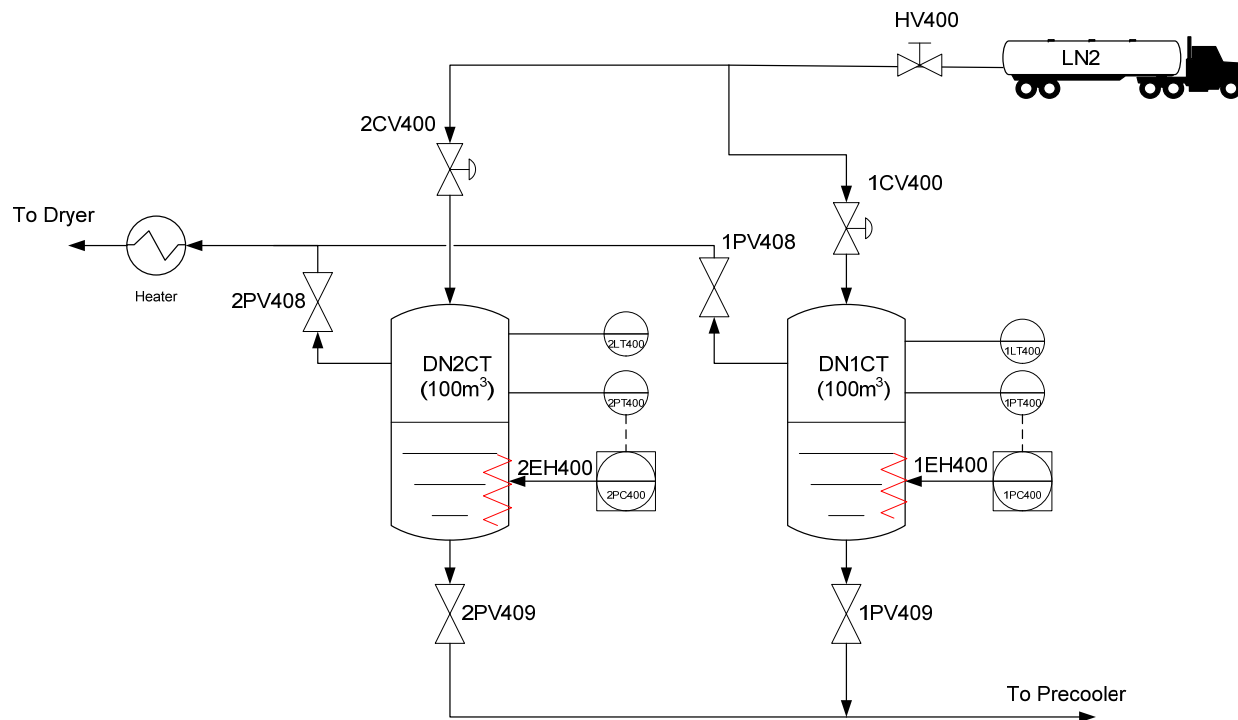 HV400
LN2
2CV400
1CV400
To Dryer
1PV408
Heater
2PV408
DN2CT
(100m³)
2LT400
2PT400
DN1CT
(100m³)
1LT400
1PT400
2EH400
2PC400
1EH400
1PC400
2PV409
1PV409
To Precooler